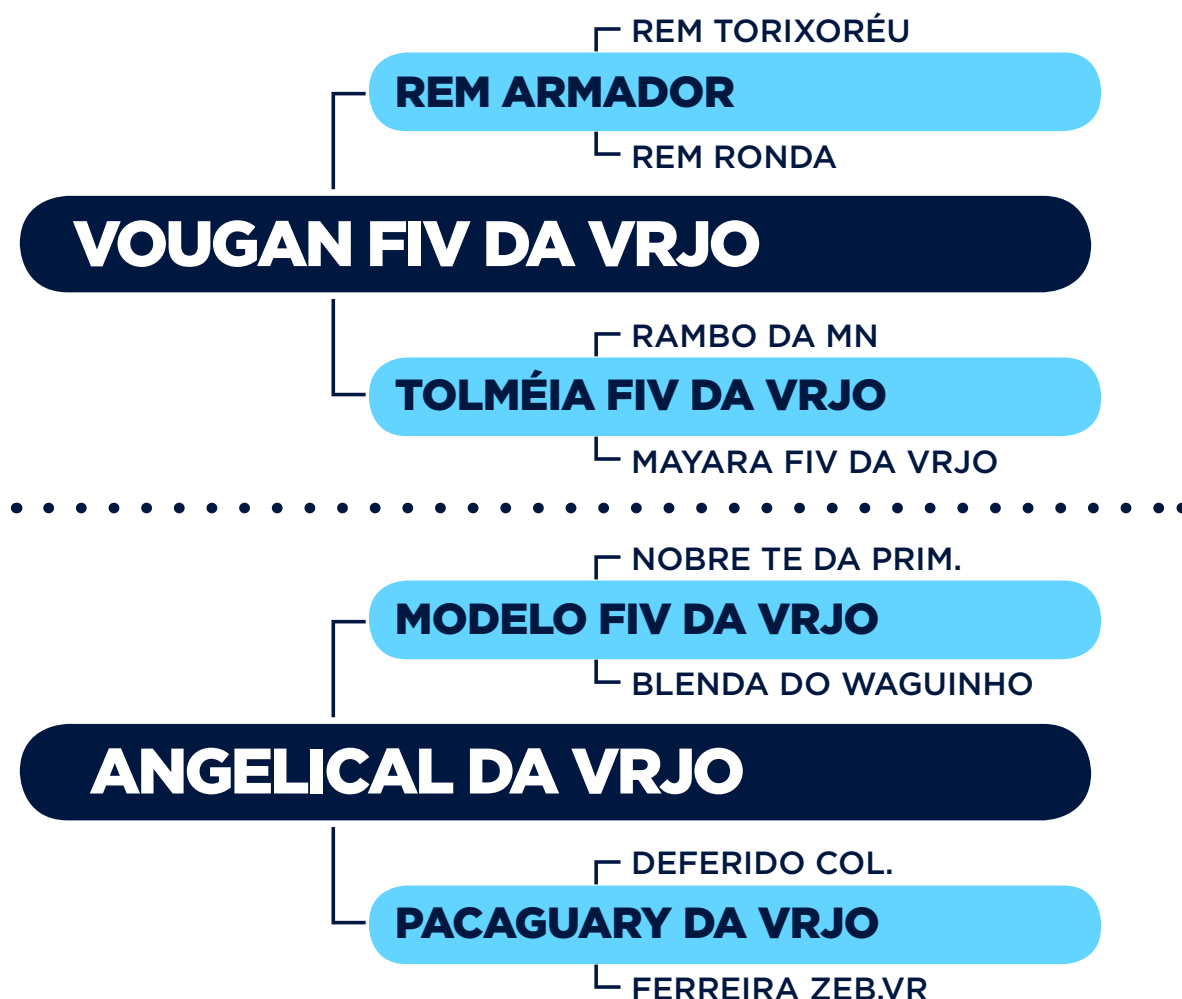 REM TORIXORÉU
REM ARMADOR
REM RONDA
VOUGAN FIV DA VRJO
RAMBO DA MN
TOLMÉIA FIV DA VRJO
MAYARA FIV DA VRJO
NOBRE TE DA PRIM.
MODELO FIV DA VRJO
BLENDA DO WAGUINHO
ANGELICAL DA VRJO
DEFERIDO COL.
PACAGUARY DA VRJO
FERREIRA ZEB.VR